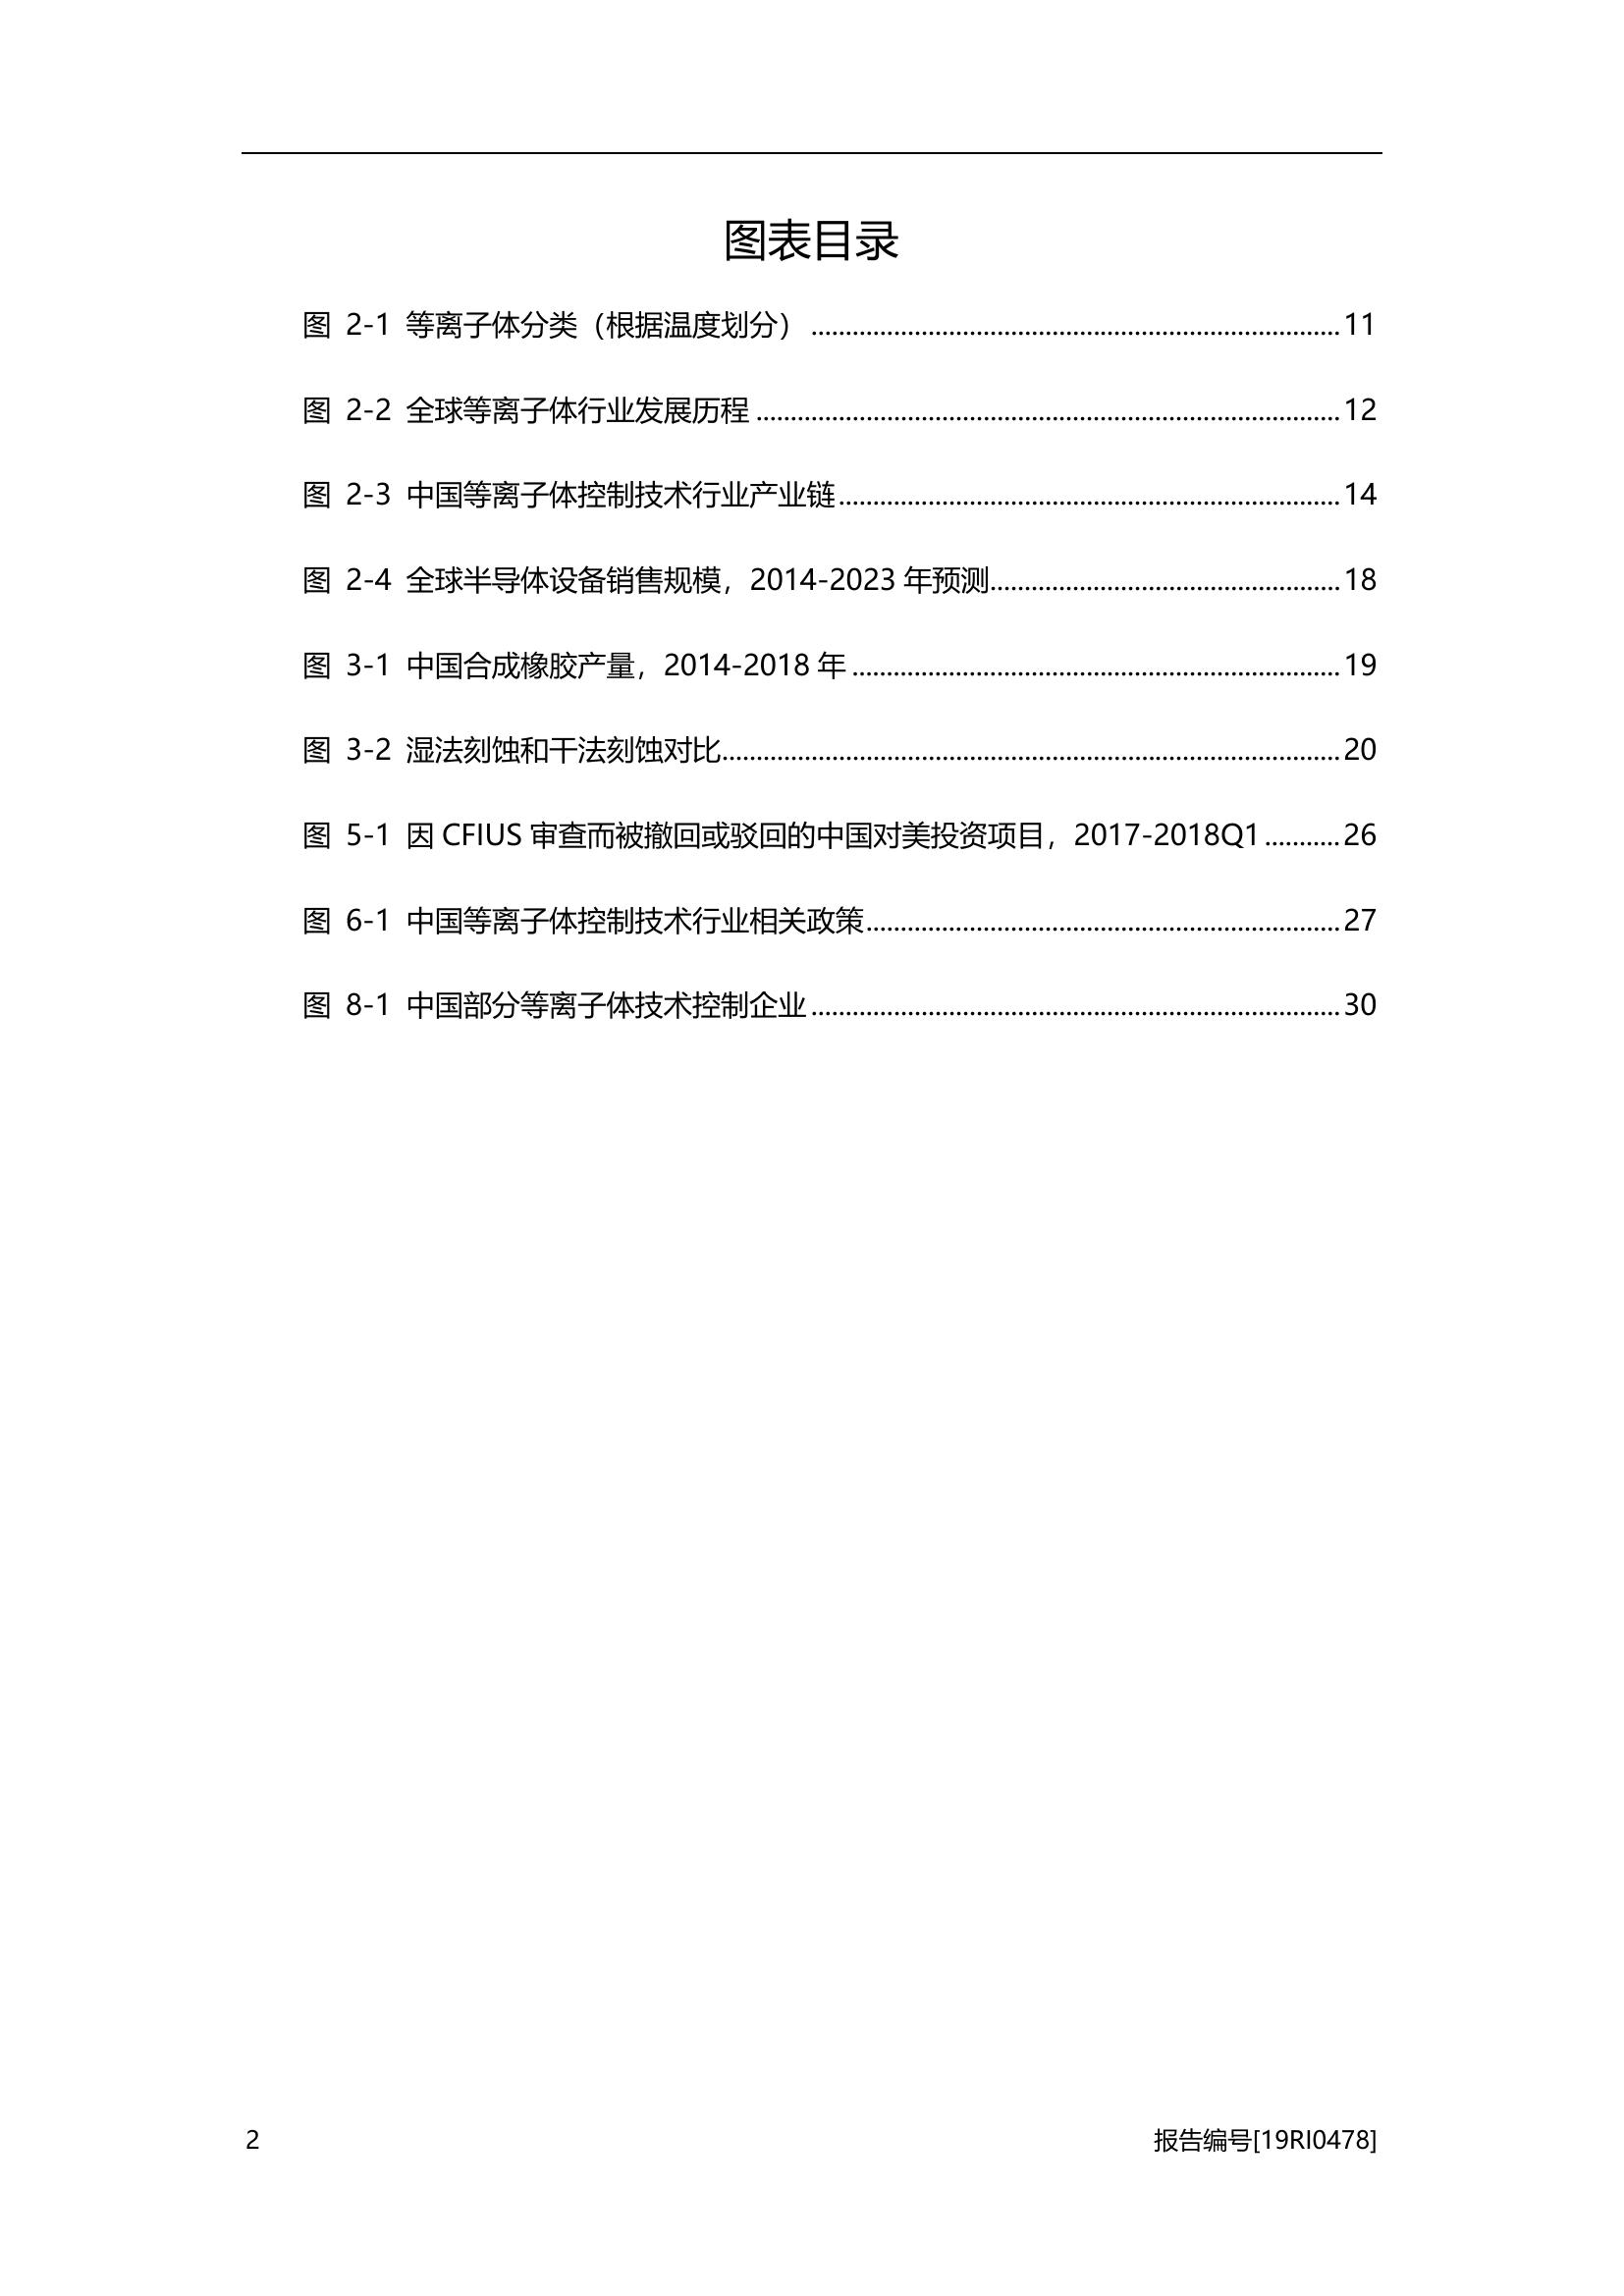 图表目录
图 2-1 等离子体分类（根据温度划分） ........................................ 11
图 2-2 全球等离子体行业发展历程 ........................................ 12
图 2-3 中国等离子体控制技术行业产业链 ........................................ 14
图 2-4 全球半导体设备销售规模，2014-2023 年预测 ........................................ 18
图 3-1 中国合成橡胶产量，2014-2018 年 ........................................ 19
图 3-2 湿法刻蚀和干法刻蚀对比 ........................................ 20
图 5-1 因 CFIUS 审查而被撤回或驳回的中国对美投资项目，2017-2018Q1 ........... 26
图 6-1 中国等离子体控制技术行业相关政策 ........................................ 27
图 8-1 中国部分等离子体技术控制企业 ........................................ 30
2
报告编号[19RI0478]